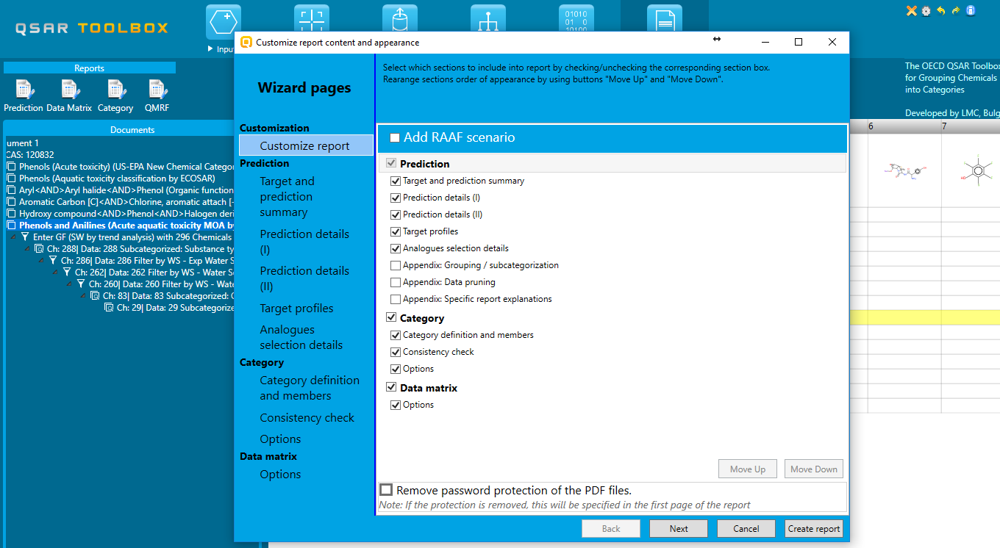 QSAR TOOLBOX
01010
01 0
10100
Input
Reports
Prediction
Data Matrix
Category
QMRF
The OECD QSAR Toolbox
for Grouping Chemicals
into Categories
Developed by LMC, Bulg
Documents
ument 1
CAS: 120832
Phenols (Acute toxicity) (US-EPA New Chemical Catego
Phenols (Aquatic toxicity classification by ECOSAR)
Aryl<AND>Aryl halide<AND>Phenol (Organic function
Aromatic Carbon [C]<AND>Chlorine, aromatic attach [-
Hydroxy compound<AND>Phenol<AND>Halogen deri
Phenols and Anilines (Acute aquatic toxicity MOA by
Enter GF (SW by trend analysis) with 296 Chemicals
Ch: 288| Data: 288 Subcategorized: Substance ty
Ch: 286| Data: 286 Filter by WS - Exp Water S
Ch: 262| Data: 262 Filter by WS - Water So
Ch: 260| Data: 260 Filter by WS - Wate
Ch: 83| Data: 83 Subcategorized: O
Ch: 29| Data: 29 Subcategorize
Customize report content and appearance
Wizard pages
Customization
Customize report
Prediction
Target and
prediction
summary
Prediction details
(I)
Prediction details
(II)
Target profiles
Analogues
selection details
Category
Category definition
and members
Consistency check
Options
Data matrix
Options
Select which sections to include into report by checking/unchecking the corresponding section box.
Rearrange sections order of appearance by using buttons "Move Up" and "Move Down".
Add RAAF scenario
Prediction
Target and prediction summary
Prediction details (I)
Prediction details (II)
Target profiles
Analogues selection details
Appendix: Grouping / subcategorization
Appendix: Data pruning
Appendix: Specific report explanations
Category
Category definition and members
Consistency check
Options
Data matrix
Options
Move Up
Move Down
Remove password protection of the PDF files.
Note: If the protection is removed, this will be specified in the first page of the report
Back
Next
Cancel
Create report
6
7